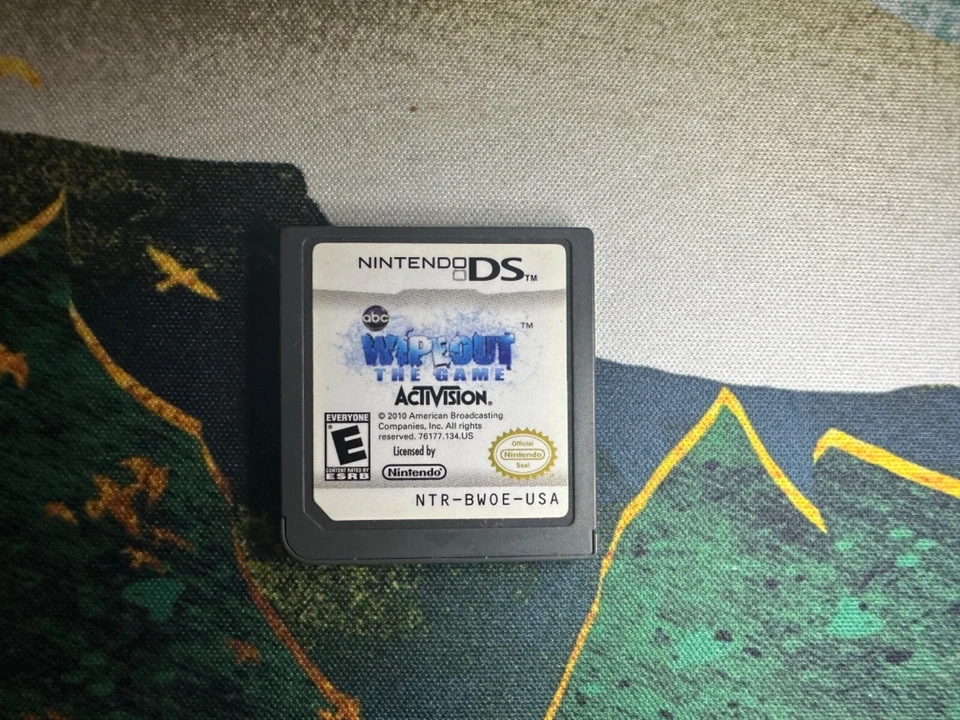 NINTENDO DS™
abc
WIPEOUT™
THE GAME
ACTIVISION®
EVERYONE
E
CONTENT RATED BY
ESRB
© 2010 American Broadcasting
Companies, Inc. All rights
reserved. 76177.134.US
Licensed by
Nintendo®
Official
Nintendo
Seal
NTR-BWOE-USA